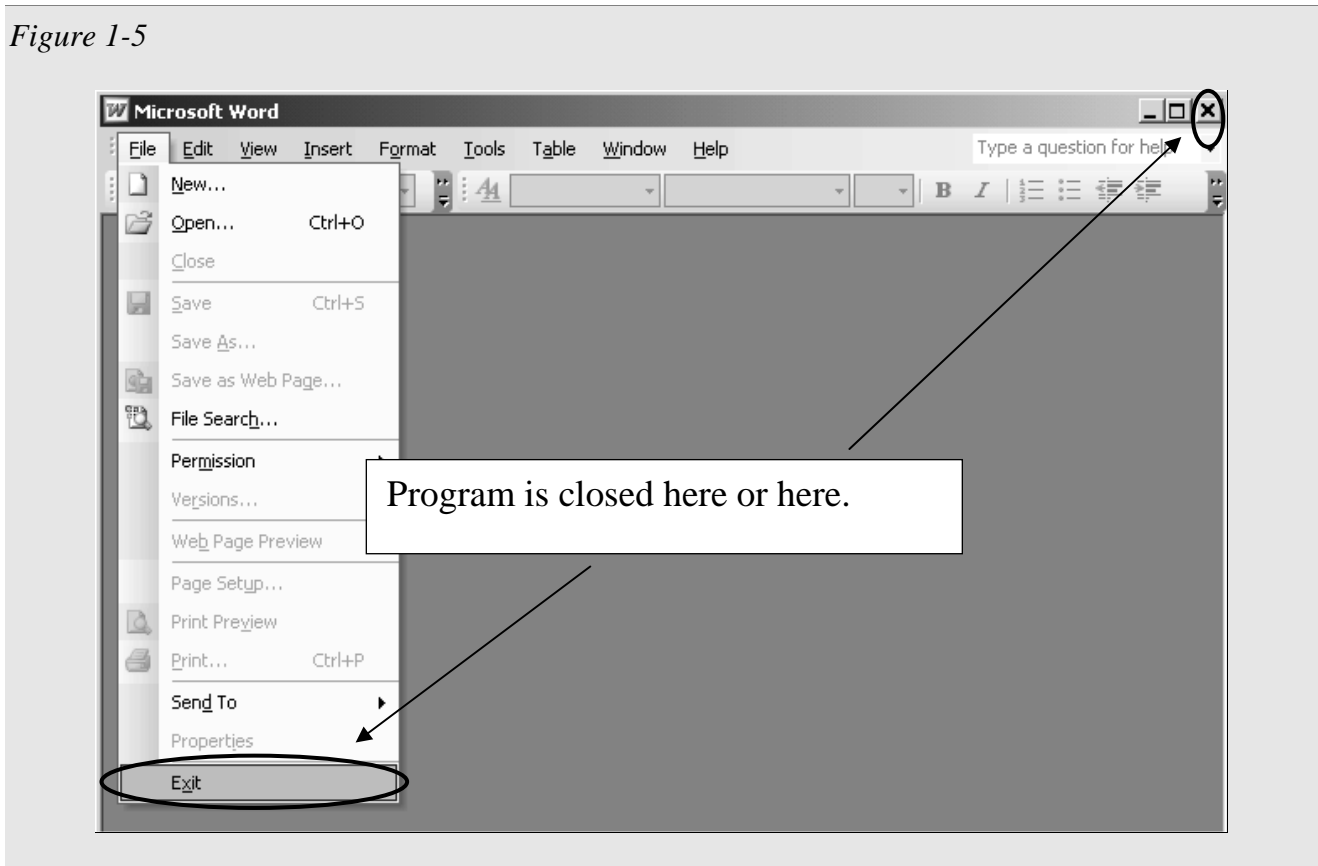 Figure 1-5
Microsoft Word
File Edit View Insert Format Tools Table Window Help Type a question for help
New...
A4 B I
Open... Ctrl+O
Close
Save Ctrl+S
Save As...
Save as Web Page...
File Search...
Permission
Versions...
Program is closed here or here.
Web Page Preview
Page Setup...
Print Preview
Print... Ctrl+P
Send To
Properties
Exit